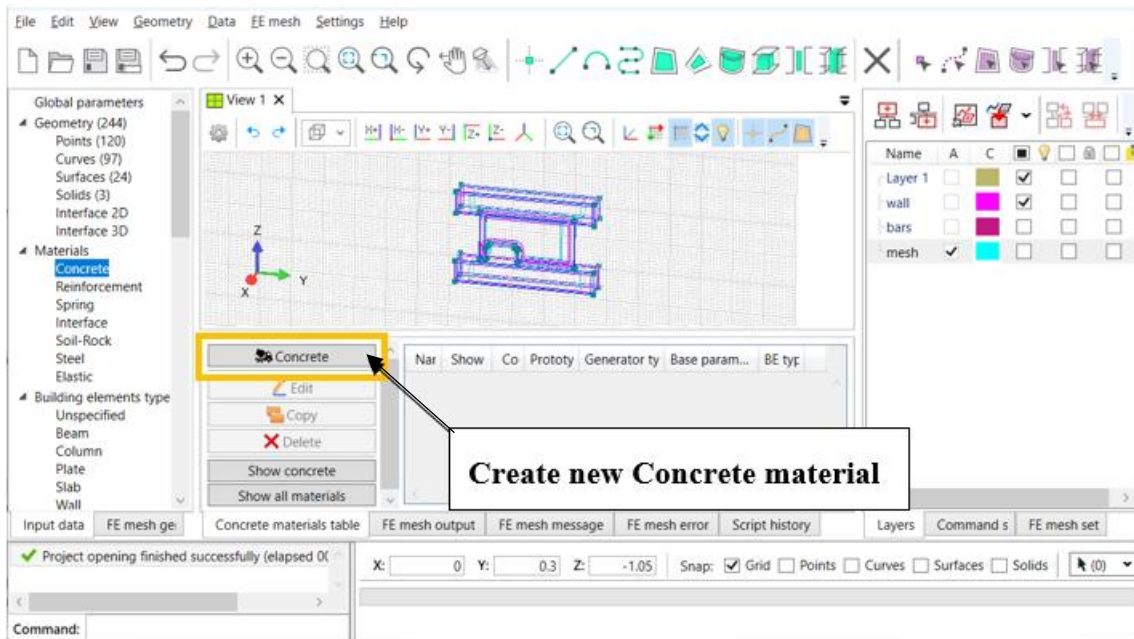 File Edit View Geometry Data FE mesh Settings Help
Global parameters
Geometry (244)
Points (120)
Curves (97)
Surfaces (24)
Solids (3)
Interface 2D
Interface 3D
Materials
Concrete
Reinforcement
Spring
Interface
Soil-Rock
Steel
Elastic
Building elements type
Unspecified
Beam
Column
Plate
Slab
Wall
Input data FE mesh ge
View 1
X+ X- Y+ Y- Z+ Z-
Z
Y
X
Concrete
Edit
Copy
Delete
Show concrete
Show all materials
Nar Show Co Prototy Generator ty Base param... BE typ
Create new Concrete material
Concrete materials table FE mesh output FE mesh message FE mesh error Script history
Name A C
Layer 1
wall
bars
mesh
Layers Command s FE mesh set
Project opening finished successfully (elapsed 00
X: 0 Y: 0.3 Z: -1.05 Snap: Grid Points Curves Surfaces Solids (0)
Command: